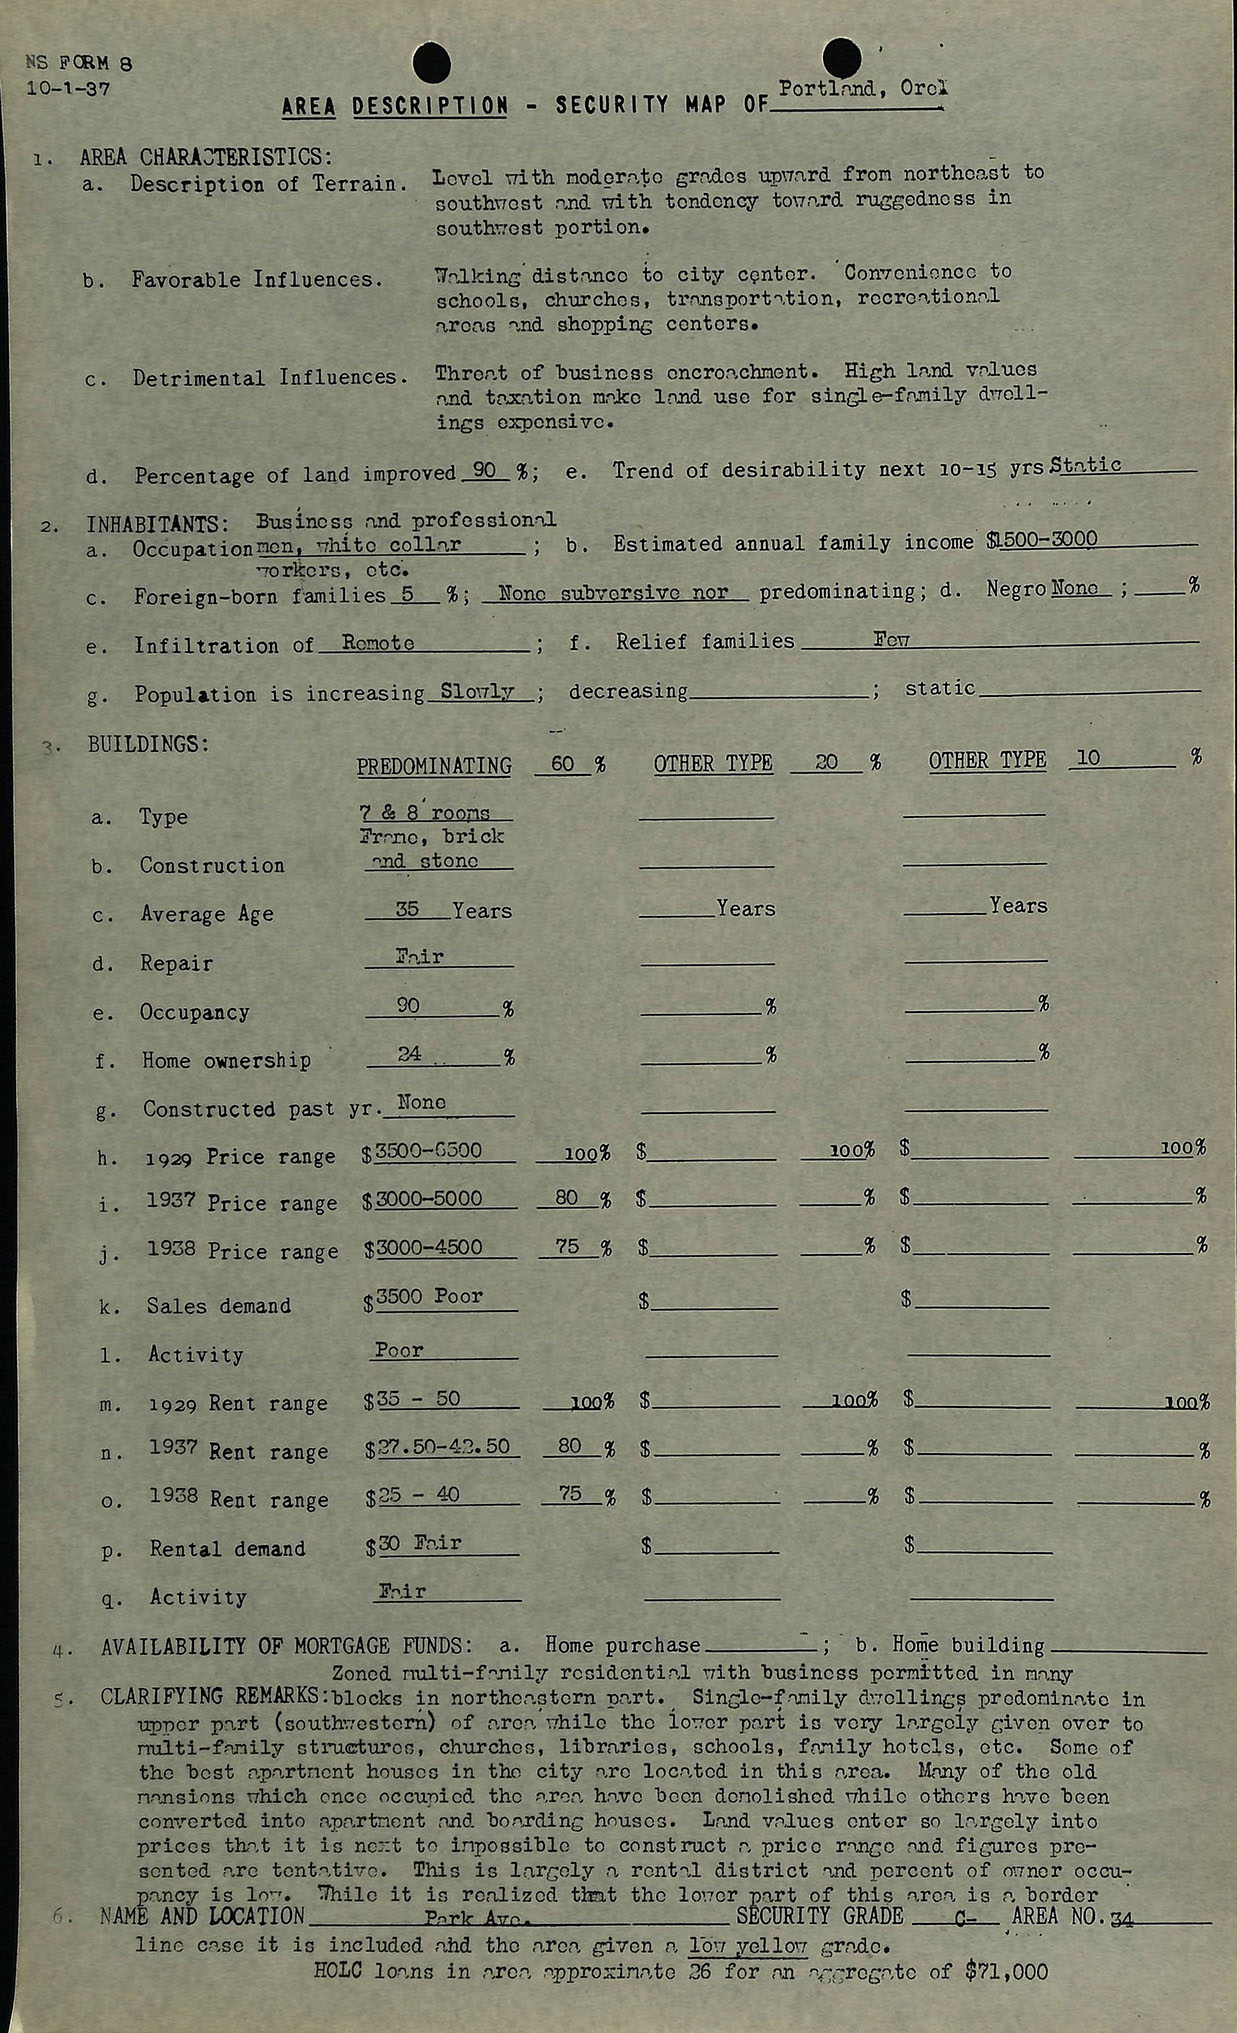 NS FORM 8
10-1-37
AREA DESCRIPTION - SECURITY MAP OF Portland, Ore.
1. AREA CHARACTERISTICS:
a. Description of Terrain. Level with moderate grades upward from northeast to
southwest and with tendency toward ruggedness in
southwest portion.
b. Favorable Influences. Walking distance to city center. Convenience to
schools, churches, transportation, recreational
areas and shopping centers.
c. Detrimental Influences. Threat of business encroachment. High land values
and taxation make land use for single-family dwell-
ings expensive.
d. Percentage of land improved 90 %; e. Trend of desirability next 10-15 yrs Static
2. INHABITANTS: Business and professional
a. Occupation men, white collar ; b. Estimated annual family income $1500-3000
workers, etc.
c. Foreign-born families 5 %; None subversive nor predominating; d. Negro None ; %
e. Infiltration of Remote ; f. Relief families Few
g. Population is increasing Slowly ; decreasing ; static
3. BUILDINGS:
PREDOMINATING 60 % OTHER TYPE 20 % OTHER TYPE 10 %
a. Type 7 & 8 rooms
Frame, brick
b. Construction and stone
c. Average Age 35 Years Years Years
d. Repair Fair
e. Occupancy 90 % % %
f. Home ownership 24 % % %
g. Constructed past yr. None
h. 1929 Price range $3500-6500 100% $ 100% $ 100%
i. 1937 Price range $3000-5000 80 % $ % $ %
j. 1938 Price range $3000-4500 75 % $ % $ %
k. Sales demand $3500 Poor $ $
l. Activity Poor
m. 1929 Rent range $35 - 50 100% $ 100% $ 100%
n. 1937 Rent range $27.50-42.50 80 % $ % $ %
o. 1938 Rent range $25 - 40 75 % $ % $ %
p. Rental demand $30 Fair $ $
q. Activity Fair
4. AVAILABILITY OF MORTGAGE FUNDS: a. Home purchase ; b. Home building
Zoned multi-family residential with business permitted in many
5. CLARIFYING REMARKS: blocks in northeastern part. Single-family dwellings predominate in
upper part (southwestern) of area while the lower part is very largely given over to
multi-family structures, churches, libraries, schools, family hotels, etc. Some of
the best apartment houses in the city are located in this area. Many of the old
mansions which once occupied the area have been demolished while others have been
converted into apartment and boarding houses. Land values enter so largely into
prices that it is next to impossible to construct a price range and figures pre-
sented are tentative. This is largely a rental district and percent of owner occu-
pancy is low. While it is realized that the lower part of this area is a border
6. NAME AND LOCATION Park Ave. SECURITY GRADE C- AREA NO. 34
line case it is included ahd the area given a low yellow grade.
HOLC loans in area approximate 26 for an aggregate of $71,000